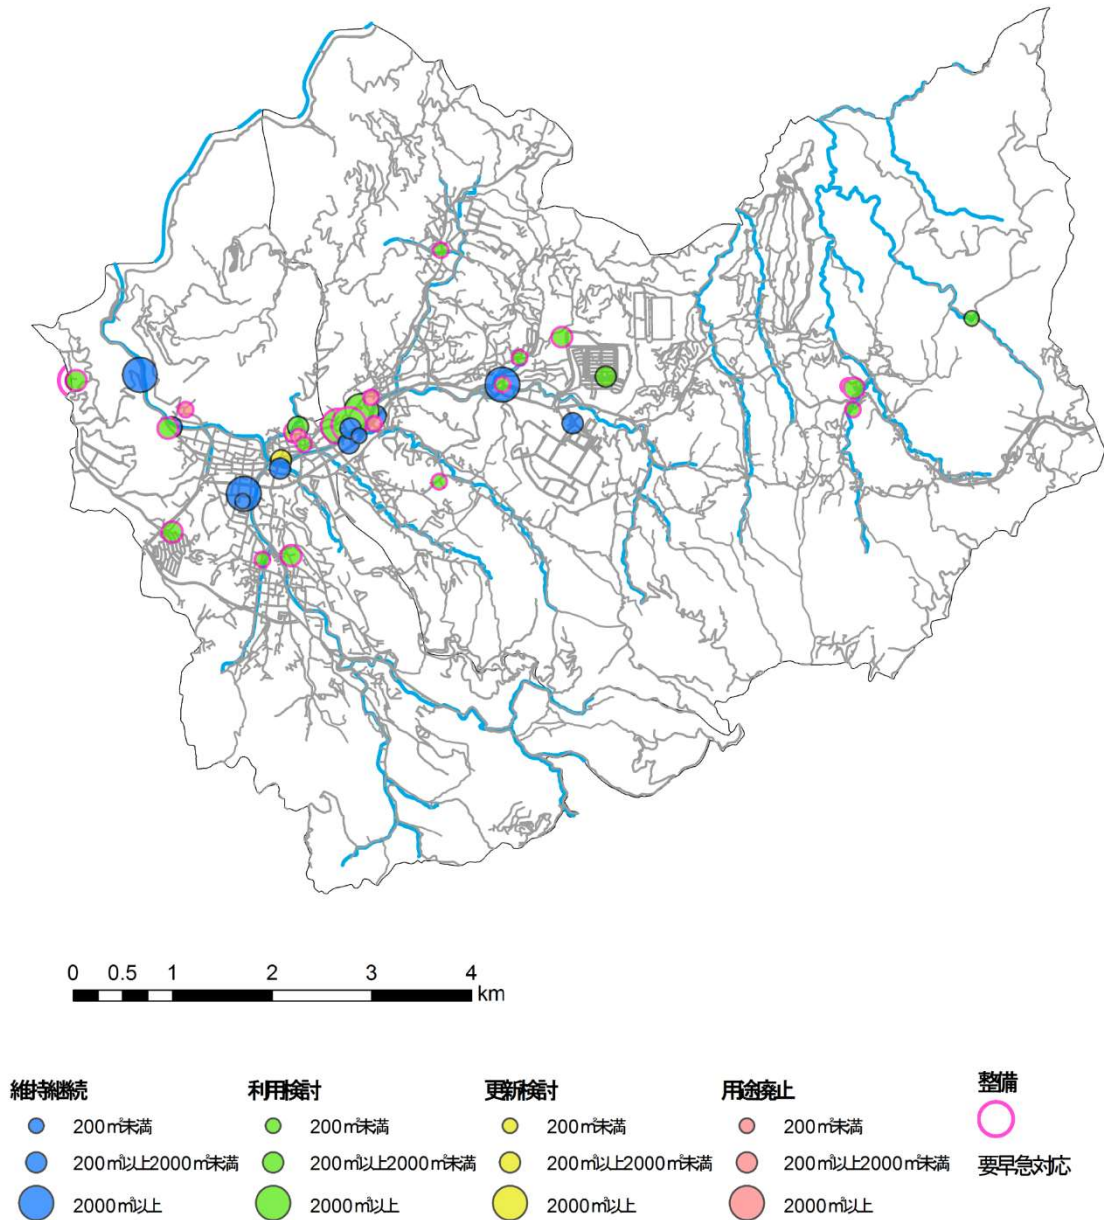 0 0.5 1 2 3 4
km
維持継続 利用検討 更新検討 用途廃止 整備
200㎡未満 200㎡未満 200㎡未満 200㎡未満
200㎡以上2000㎡未満 200㎡以上2000㎡未満 200㎡以上2000㎡未満 200㎡以上2000㎡未満 要早急対応
2000㎡以上 2000㎡以上 2000㎡以上 2000㎡以上